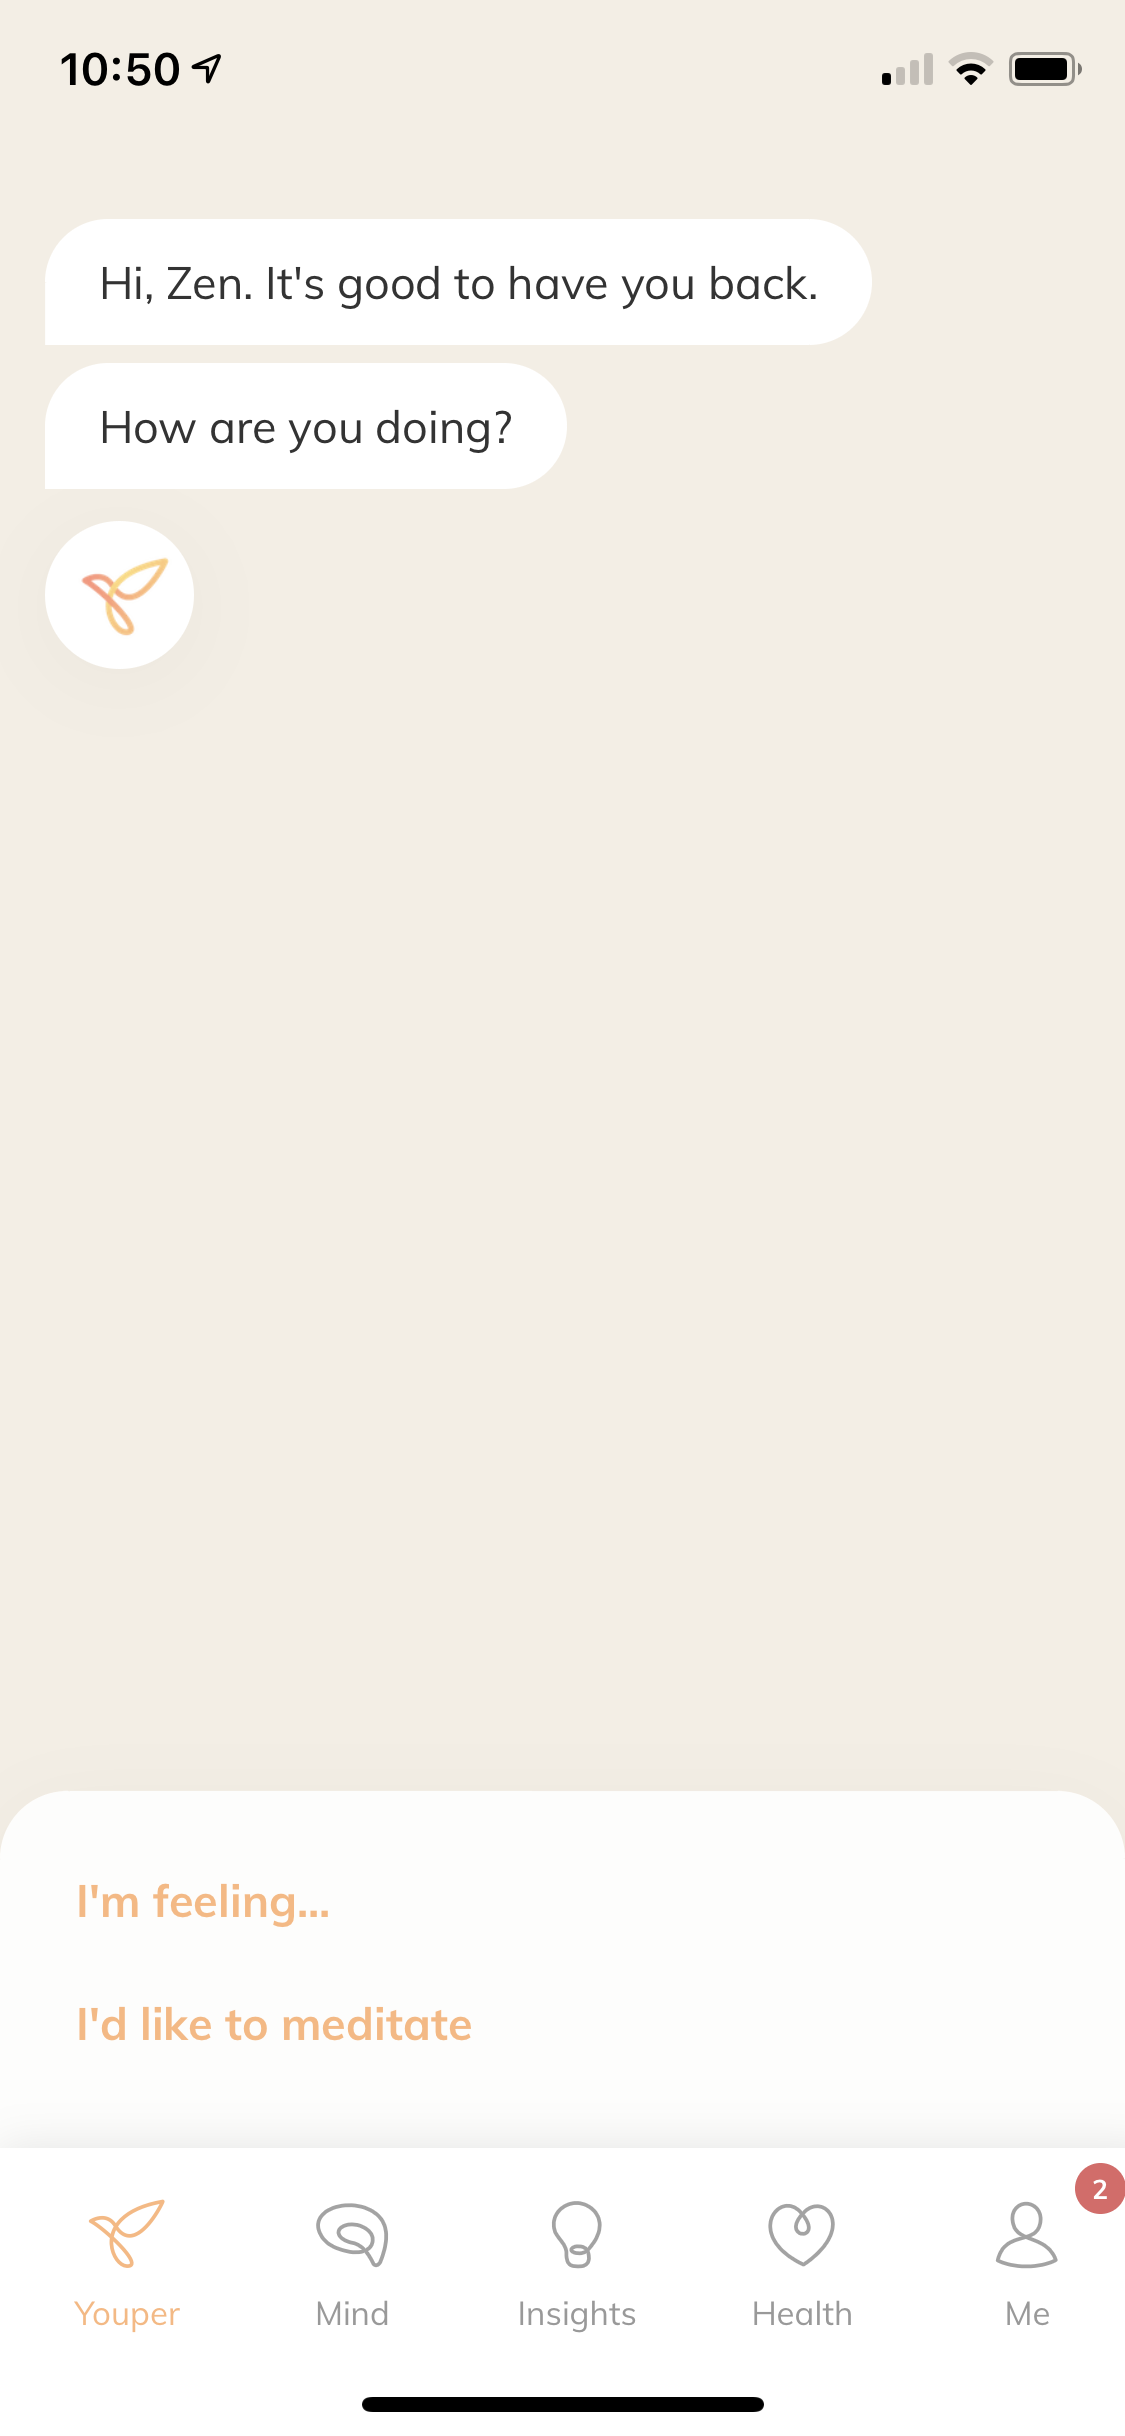 10:50
Hi, Zen. It's good to have you back.
How are you doing?
I'm feeling...
I'd like to meditate
2
Youper
Mind
Insights
Health
Me